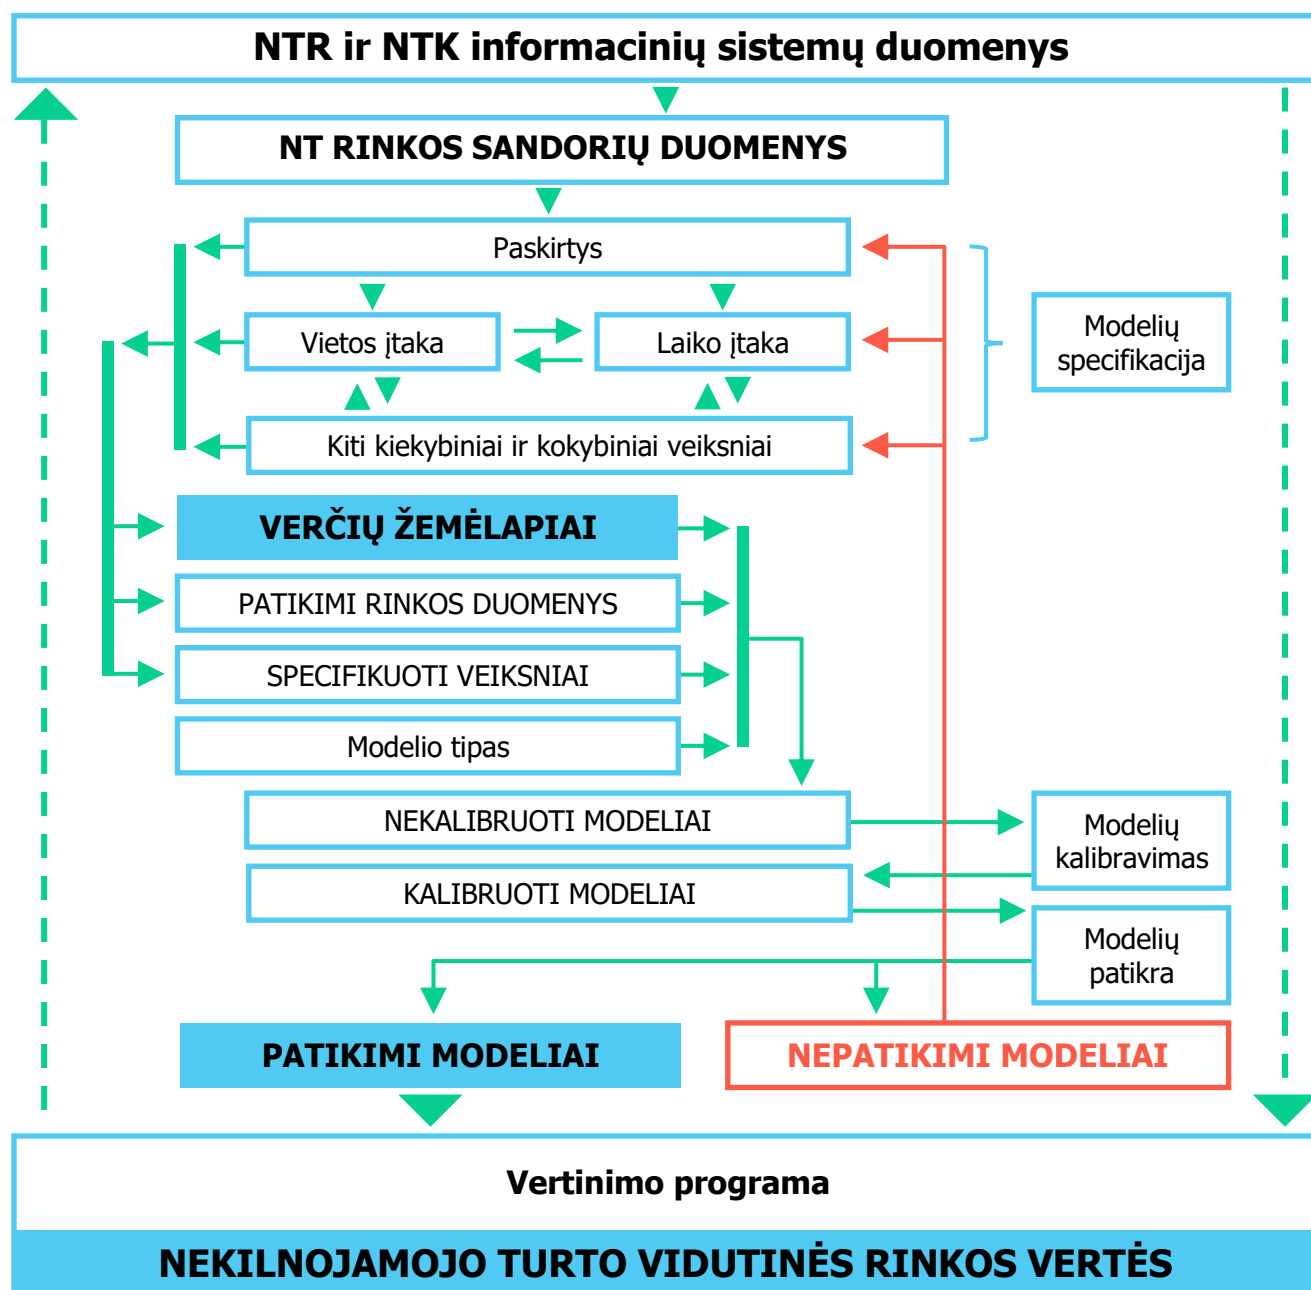 NTR ir NTK informacinių sistemų duomenys
NT RINKOS SANDORIŲ DUOMENYS
Paskirtys
Vietos įtaka
Laiko įtaka
Kiti kiekybiniai ir kokybiniai veiksniai
Modelių
specifikacija
VERČIŲ ŽEMĖLAPIAI
PATIKIMI RINKOS DUOMENYS
SPECIFIKUOTI VEIKSNIAI
Modelio tipas
NEKALIBRUOTI MODELIAI
Modelių
kalibravimas
KALIBRUOTI MODELIAI
Modelių
patikra
PATIKIMI MODELIAI
NEPATIKIMI MODELIAI
Vertinimo programa
NEKILNOJAMOJO TURTO VIDUTINĖS RINKOS VERTĖS